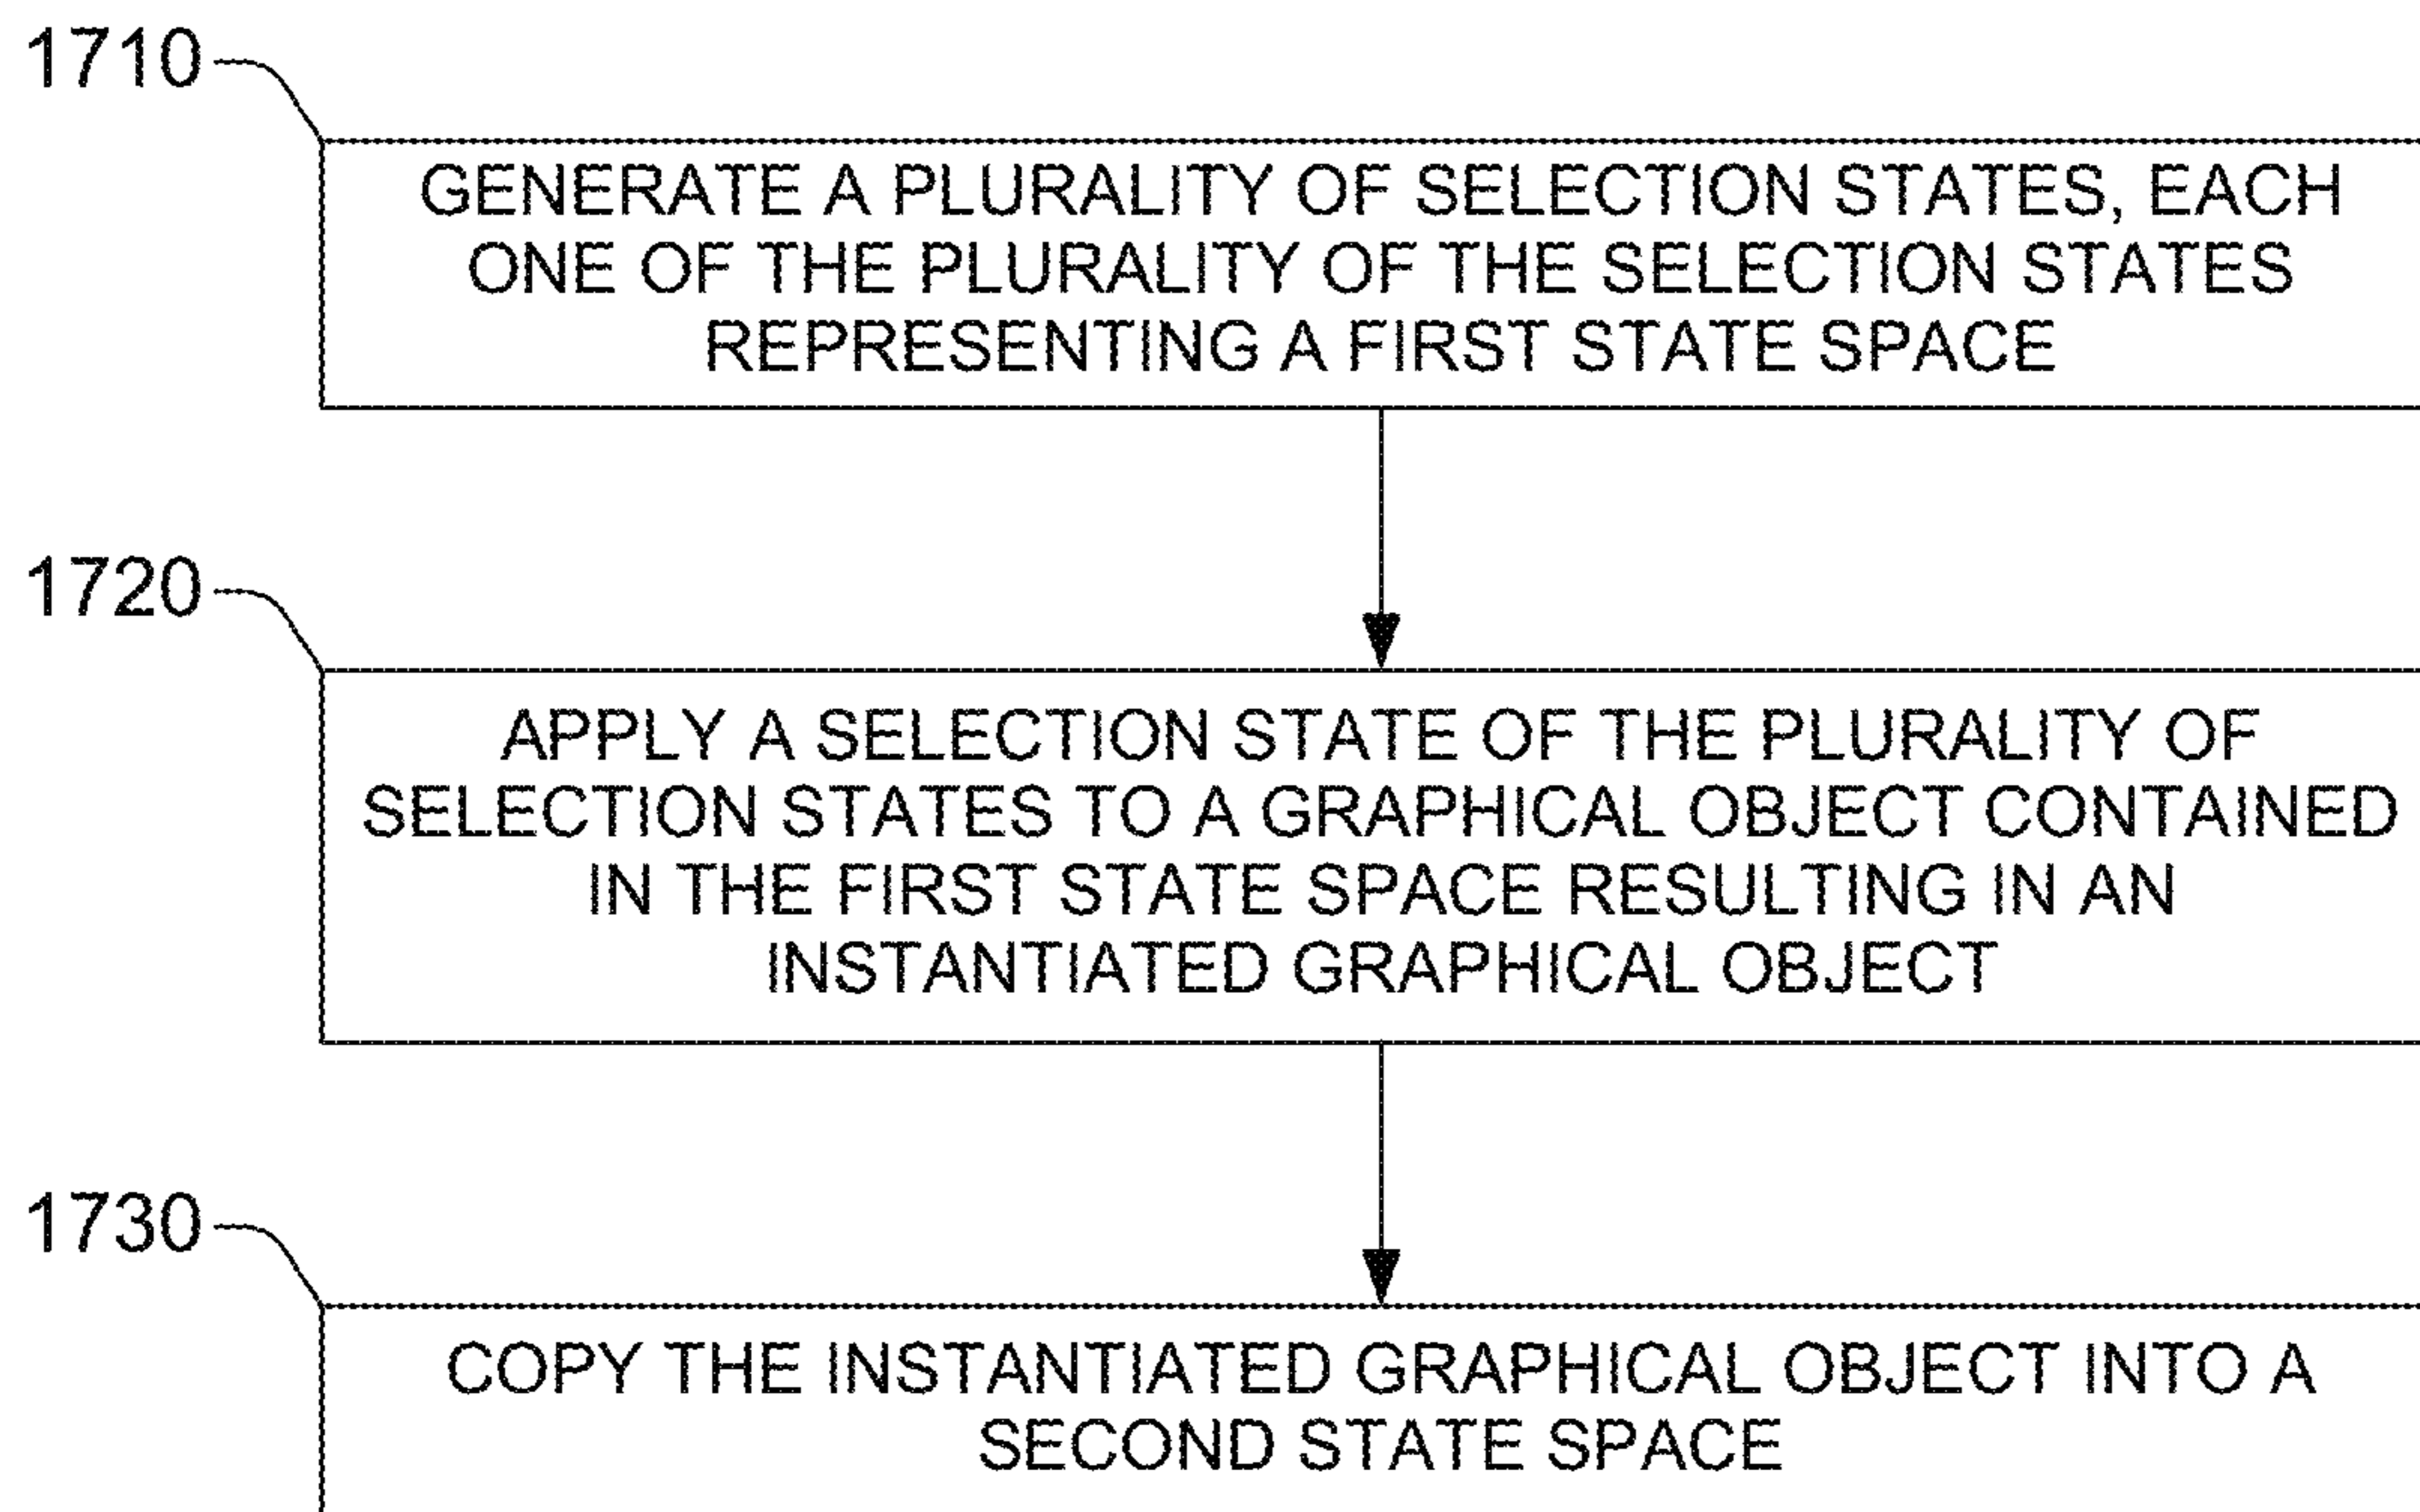 1710
GENERATE A PLURALITY OF SELECTION STATES, EACH
ONE OF THE PLURALITY OF THE SELECTION STATES
REPRESENTING A FIRST STATE SPACE
1720
APPLY A SELECTION STATE OF THE PLURALITY OF
SELECTION STATES TO A GRAPHICAL OBJECT CONTAINED
IN THE FIRST STATE SPACE RESULTING IN AN
INSTANTIATED GRAPHICAL OBJECT
1730
COPY THE INSTANTIATED GRAPHICAL OBJECT INTO A
SECOND STATE SPACE